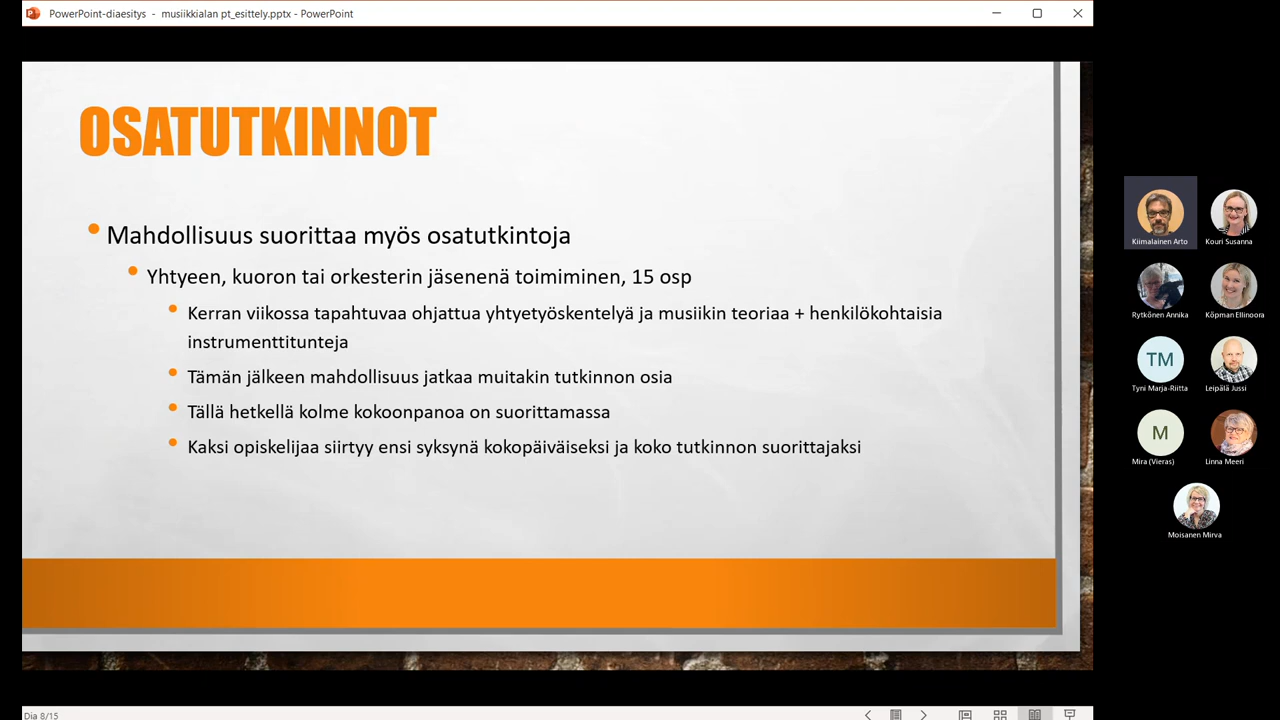 PowerPoint-diaesitys - musiikkialan pt_esittely.pptx - PowerPoint
OSATUTKINNOT
Mahdollisuus suorittaa myös osatutkintoja
Yhtyeen, kuoron tai orkesterin jäsenenä toimiminen, 15 osp
Kerran viikossa tapahtuvaa ohjattua yhtyetyöskentelyä ja musiikin teoriaa + henkilökohtaisia
instrumenttitunteja
Tämän jälkeen mahdollisuus jatkaa muitakin tutkinnon osia
Tällä hetkellä kolme kokoonpanoa on suorittamassa
Kaksi opiskelijaa siirtyy ensi syksynä kokopäiväiseksi ja koko tutkinnon suorittajaksi
Kiimalainen Arto
Kouri Susanna
Rytkönen Annika
Köpman Ellinoora
TM
Tyni Marja-Riitta
Leipälä Jussi
M
Mira (Vieras)
Linna Meeri
Moisanen Mirva
Dia 8/15